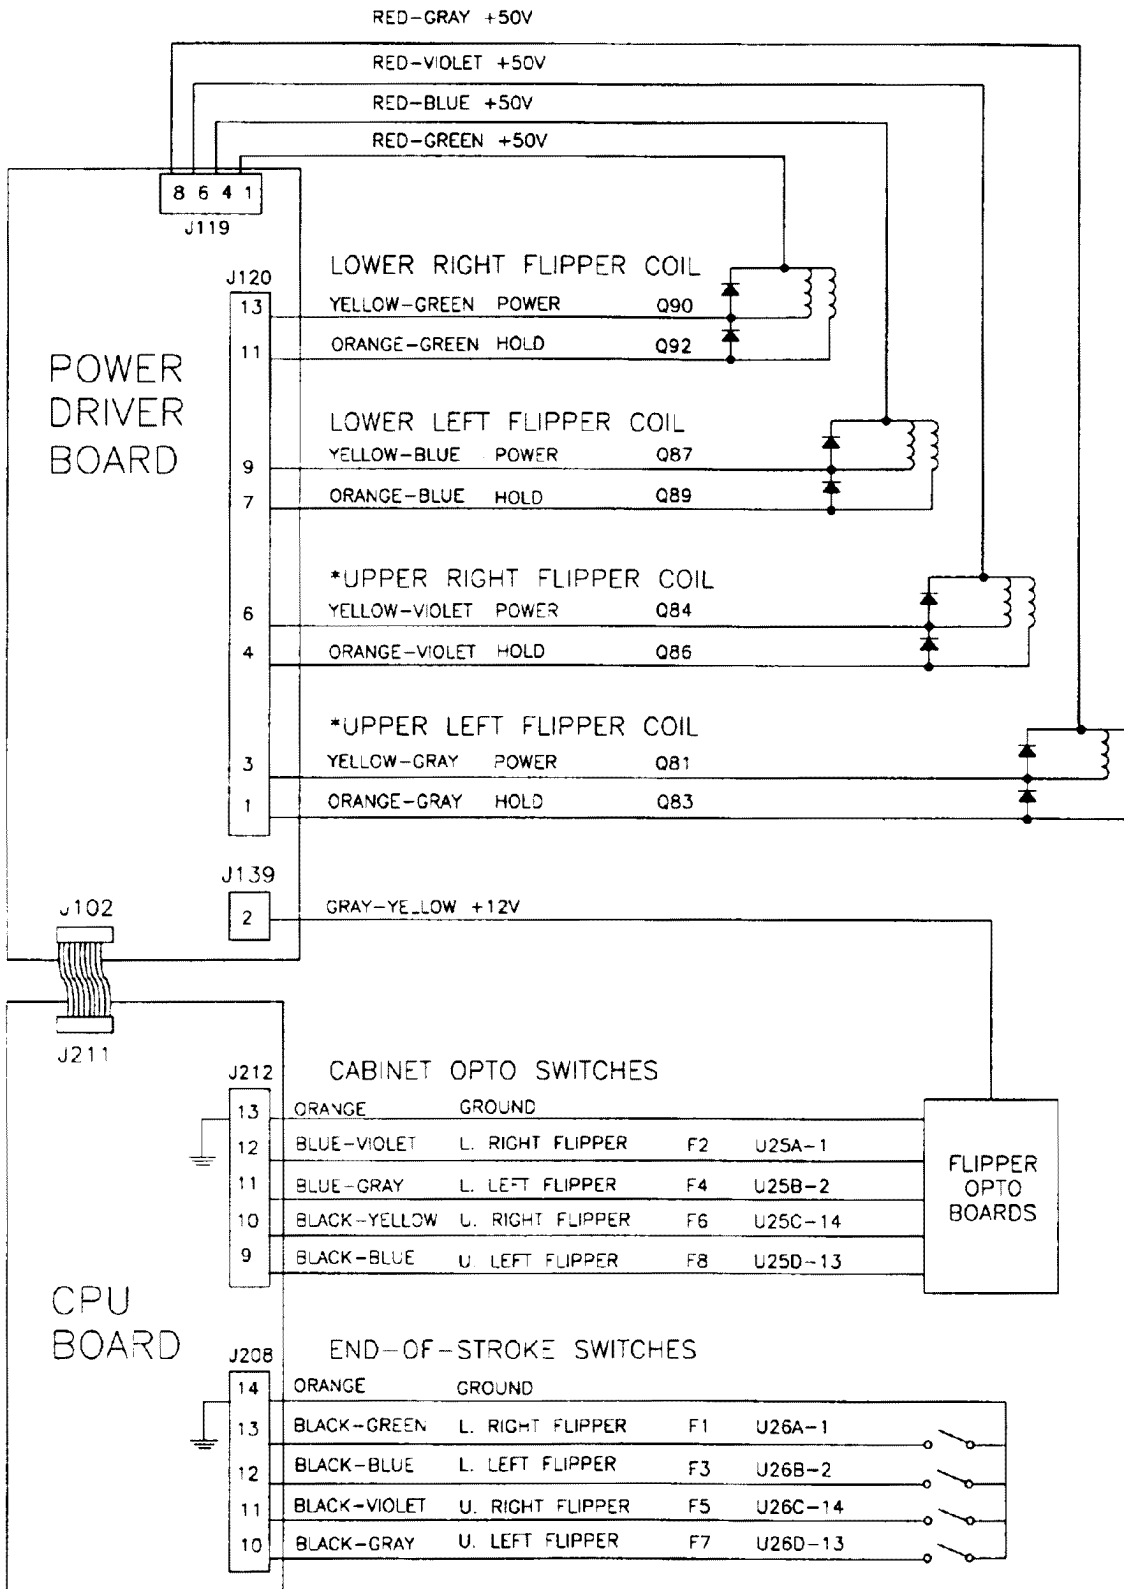 RED-GRAY +50V
RED-VIOLET +50V
RED-BLUE +50V
RED-GREEN +50V
8 6 4 1
J119
J120
LOWER RIGHT FLIPPER COIL
13 YELLOW-GREEN POWER Q90
11 ORANGE-GREEN HOLD Q92
POWER
DRIVER
BOARD
LOWER LEFT FLIPPER COIL
9 YELLOW-BLUE POWER Q87
7 ORANGE-BLUE HOLD Q89
*UPPER RIGHT FLIPPER COIL
6 YELLOW-VIOLET POWER Q84
4 ORANGE-VIOLET HOLD Q86
*UPPER LEFT FLIPPER COIL
3 YELLOW-GRAY POWER Q81
1 ORANGE-GRAY HOLD Q83
J139
2 GRAY-YELLOW +12V
J102
J211
J212 CABINET OPTO SWITCHES
13 ORANGE GROUND
12 BLUE-VIOLET L. RIGHT FLIPPER F2 U25A-1
11 BLUE-GRAY L. LEFT FLIPPER F4 U25B-2
10 BLACK-YELLOW U. RIGHT FLIPPER F6 U25C-14
9 BLACK-BLUE U. LEFT FLIPPER F8 U25D-13
FLIPPER
OPTO
BOARDS
CPU
BOARD
J208 END-OF-STROKE SWITCHES
14 ORANGE GROUND
13 BLACK-GREEN L. RIGHT FLIPPER F1 U26A-1
12 BLACK-BLUE L. LEFT FLIPPER F3 U26B-2
11 BLACK-VIOLET U. RIGHT FLIPPER F5 U26C-14
10 BLACK-GRAY U. LEFT FLIPPER F7 U26D-13